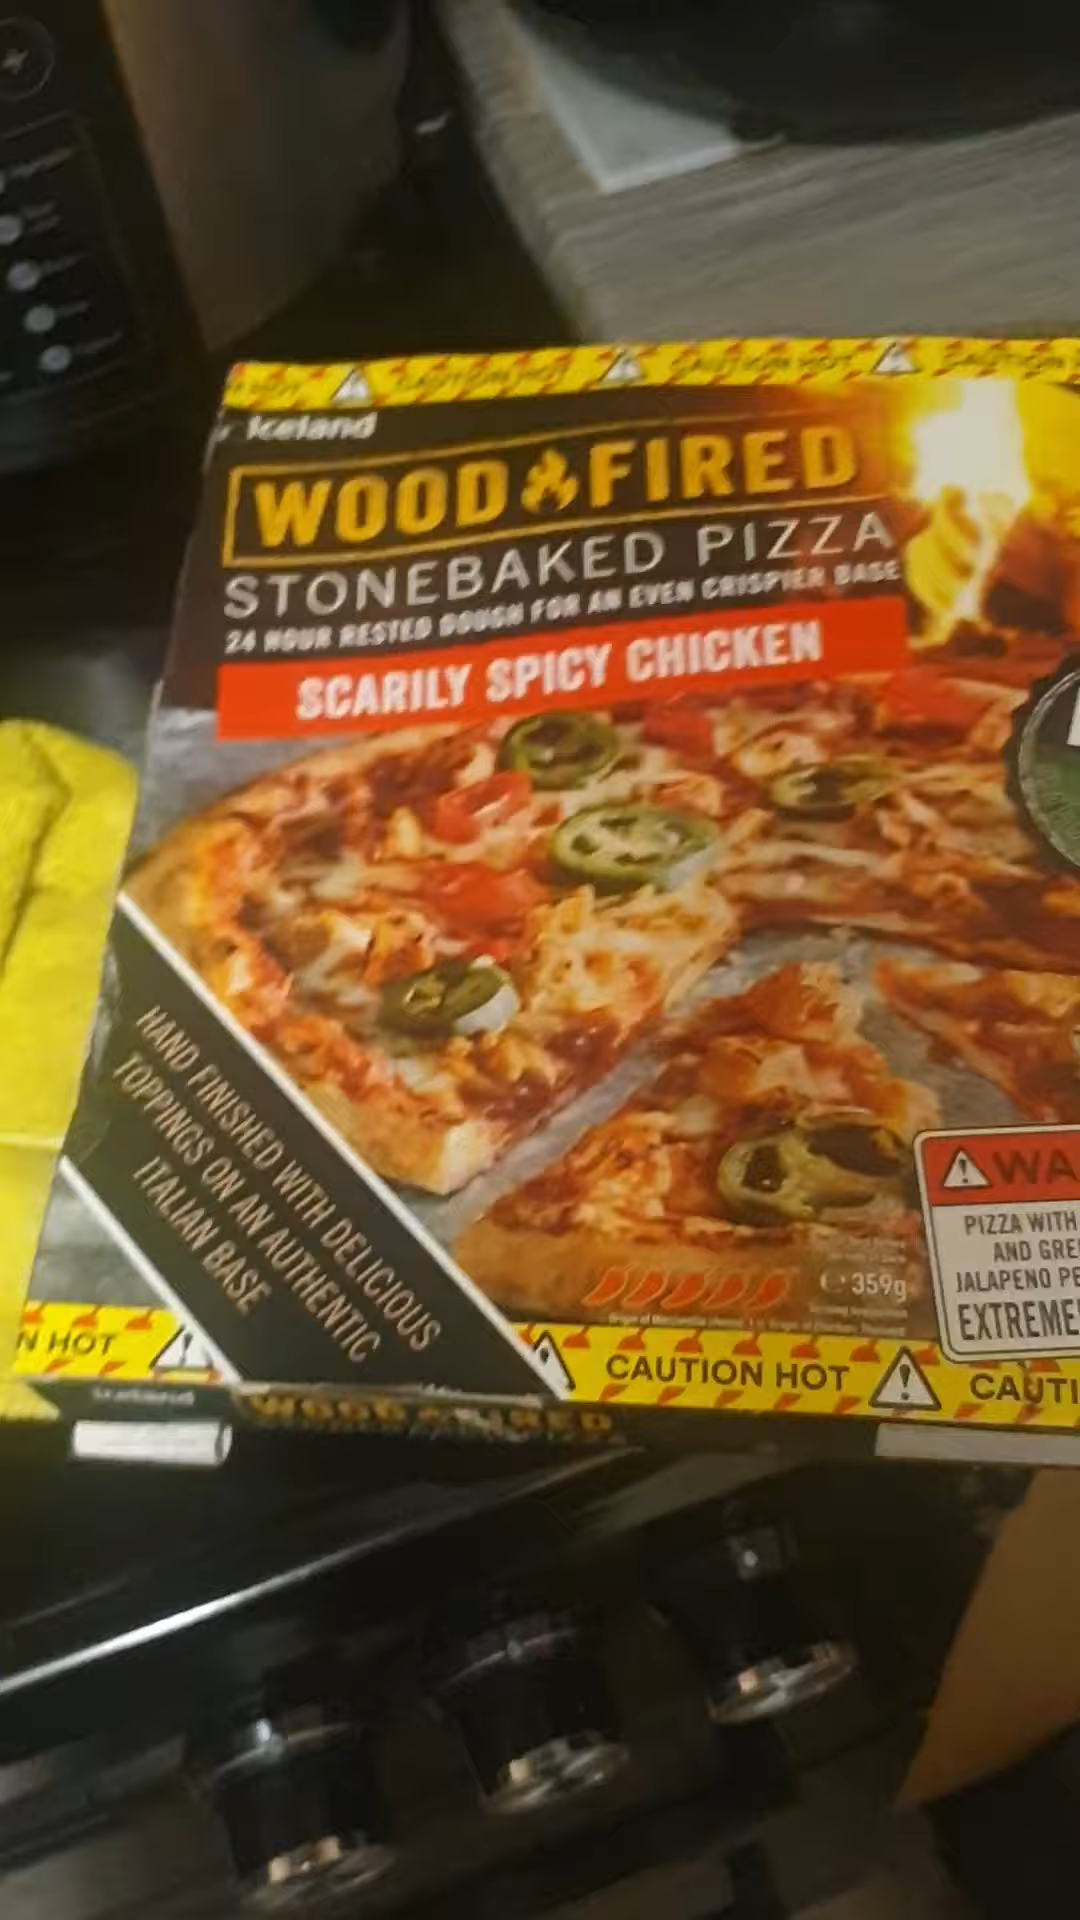 CAUTION HOT CAUTION HOT CAUTION
Iceland
WOOD FIRED
STONEBAKED PIZZA
24 HOUR RESTED DOUGH FOR AN EVEN CRISPIER BASE
SCARILY SPICY CHICKEN
HAND FINISHED WITH DELICIOUS
TOPPINGS ON AN AUTHENTIC
ITALIAN BASE
WA
PIZZA WITH
AND GRE
JALAPENO PE
EXTREME
359g
N HOT
CAUTION HOT
CAUTI
Iceland
WOOD FIRED